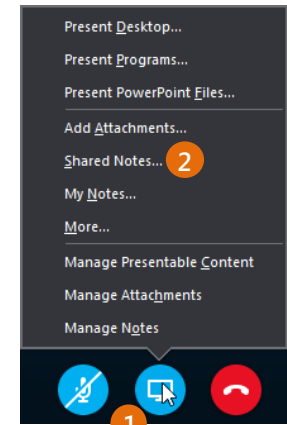 Present Desktop...
Present Programs...
Present PowerPoint Files...
Add Attachments...
Shared Notes... 2
My Notes...
More...
Manage Presentable Content
Manage Attachments
Manage Notes
1